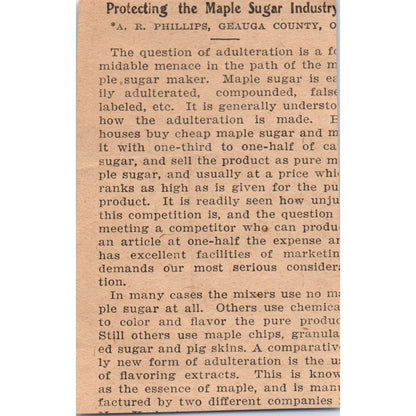 Protecting the Maple Sugar Industry
*A. R. PHILLIPS, GEAUGA COUNTY, O
The question of adulteration is a fo
midable menace in the path of the m
ple sugar maker. Maple sugar is ea
ily adulterated, compounded, false
labeled, etc. It is generally understo
how the adulteration is made. B
houses buy cheap maple sugar and m
it with one-third to one-half of ca
sugar, and sell the product as pure m
ple sugar, and usually at a price whi
ranks as high as is given for the pu
product. It is readily seen how unju
this competition is, and the question
meeting a competitor who can produ
an article at one-half the expense an
has excellent facilities of marketin
demands our most serious consider
tion.
In many cases the mixers use no ma
ple sugar at all. Others use chemica
to color and flavor the pure produc
Still others use maple chips, granula
ed sugar and pig skins. A comparativ
ly new form of adulteration is the us
of flavoring extracts. This is know
as the essence of maple, and is manu
factured by two different companies